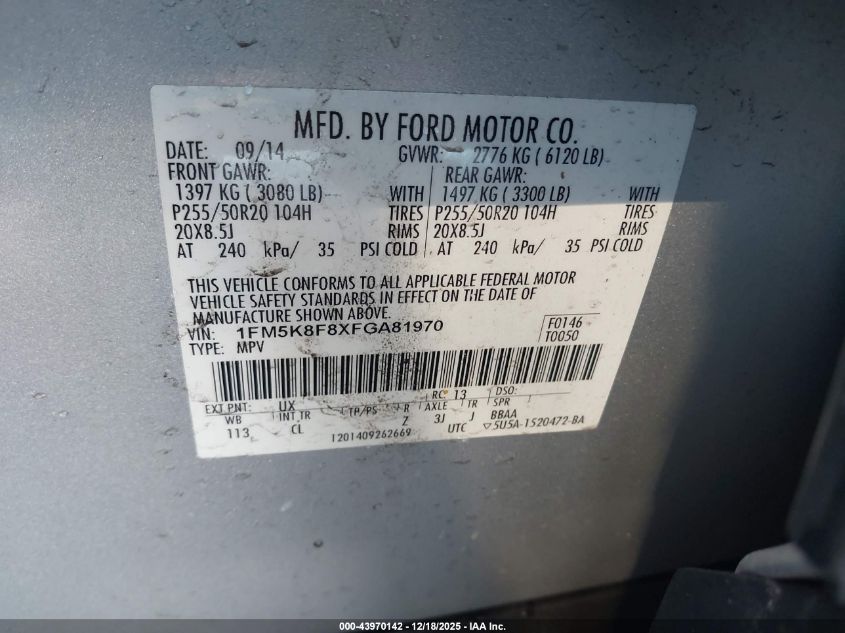 MFD. BY FORD MOTOR CO.
DATE: 09/14 GVWR: 2776 KG ( 6120 LB)
FRONT GAWR: REAR GAWR:
1397 KG ( 3080 LB) WITH 1497 KG ( 3300 LB) WITH
P255/50R20 104H TIRES P255/50R20 104H TIRES
20X8.5J RIMS 20X8.5J RIMS
AT 240 kPa/ 35 PSI COLD AT 240 kPa/ 35 PSI COLD
THIS VEHICLE CONFORMS TO ALL APPLICABLE FEDERAL MOTOR
VEHICLE SAFETY STANDARDS IN EFFECT ON THE DATE OF
MANUFACTURE SHOWN ABOVE.
VIN: 1FM5K8F8XFGA81970 F0146
TYPE: MPV T0050
RC: 13 DSO:
EXT PNT: UX
WB INT TR TP/PS R AXLE TR SPR
113 CL Z 3J J BBAA
1201409262669 UTC ▽5U5A-1520472-BA
000-43970142 - 12/18/2025 - IAA Inc.